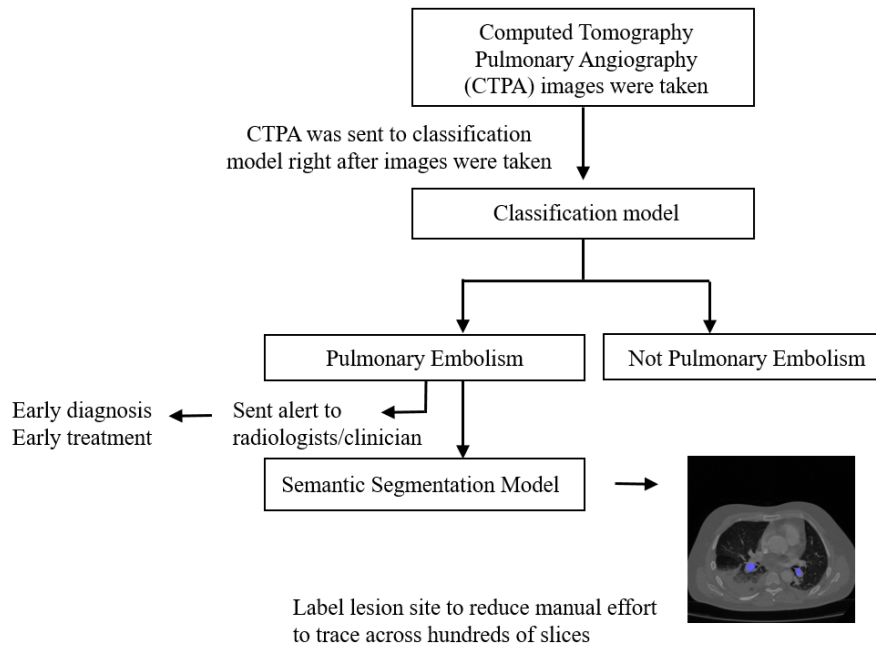 Computed Tomography
Pulmonary Angiography
(CTPA) images were taken
CTPA was sent to classification
model right after images were taken
Classification model
Pulmonary Embolism
Not Pulmonary Embolism
Early diagnosis
Early treatment
Sent alert to
radiologists/clinician
Semantic Segmentation Model
Label lesion site to reduce manual effort
to trace across hundreds of slices